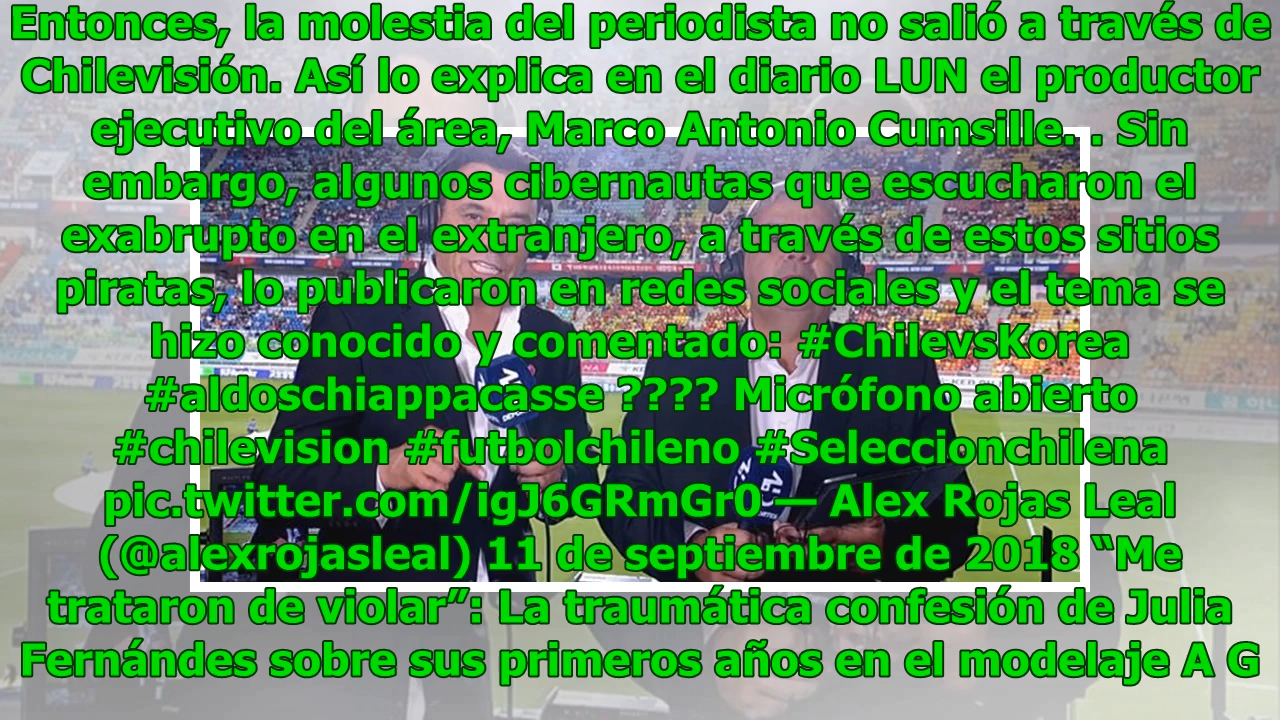 Entonces, la molestia del periodista no salió a través de
Chilevisión. Así lo explica en el diario LUN el productor
ejecutivo del área, Marco Antonio Cumsille. . Sin
embargo, algunos cibernautas que escucharon el
exabrupto en el extranjero, a través de estos sitios
piratas, lo publicaron en redes sociales y el tema se
hizo conocido y comentado: #ChilevsKorea
#aldoschiappacasse ???? Micrófono abierto
#chilevision #futbolchileno #Seleccionchilena
pic.twitter.com/igJ6GRmGr0 — Alex Rojas Leal
(@alexrojasleal) 11 de septiembre de 2018 “Me
trataron de violar”: La traumática confesión de Julia
Fernándes sobre sus primeros años en el modelaje A G